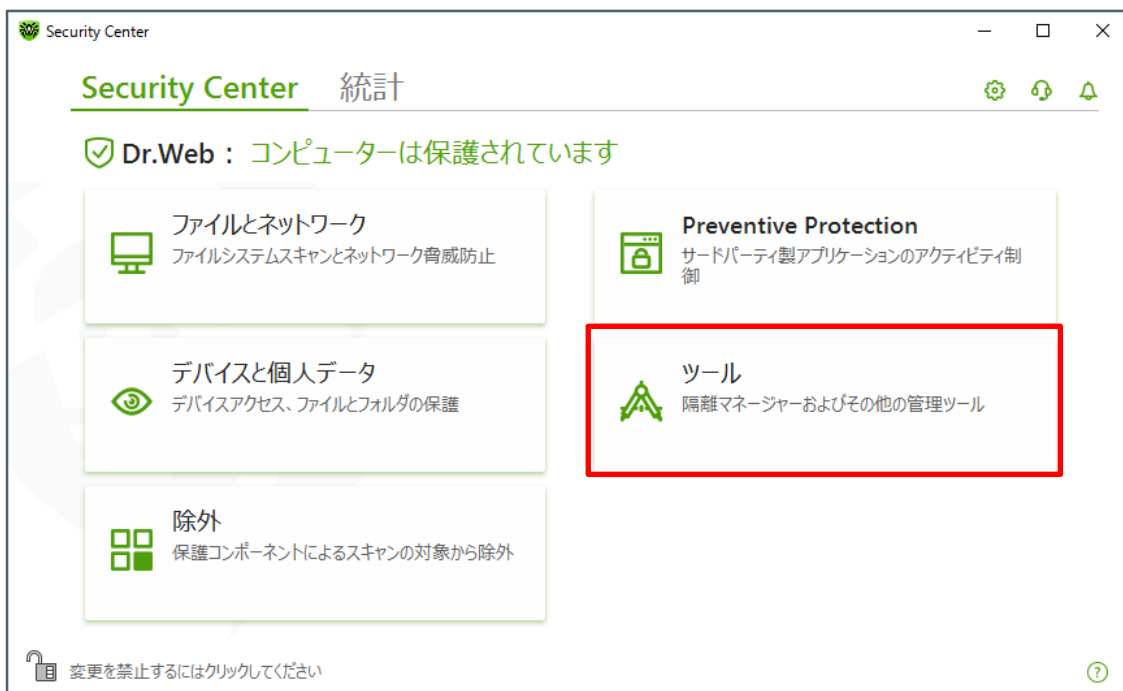 Security Center
Security Center 統計
Dr.Web： コンピューターは保護されています
ファイルとネットワーク
ファイルシステムスキャンとネットワーク脅威防止
Preventive Protection
サードパーティ製アプリケーションのアクティビティ制
御
デバイスと個人データ
デバイスアクセス、ファイルとフォルダの保護
ツール
隔離マネージャーおよびその他の管理ツール
除外
保護コンポーネントによるスキャンの対象から除外
変更を禁止するにはクリックしてください
?